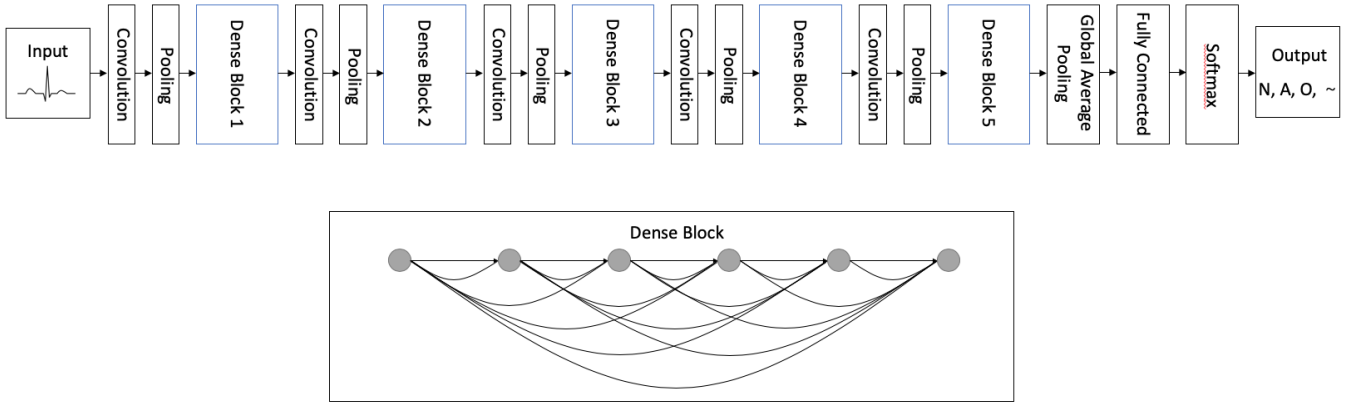 Input
Convolution
Pooling
Dense Block 1
Convolution
Pooling
Dense Block 2
Convolution
Pooling
Dense Block 3
Convolution
Pooling
Dense Block 4
Convolution
Pooling
Dense Block 5
Global Average
Pooling
Fully Connected
Softmax
Output
N, A, O, ~
Dense Block